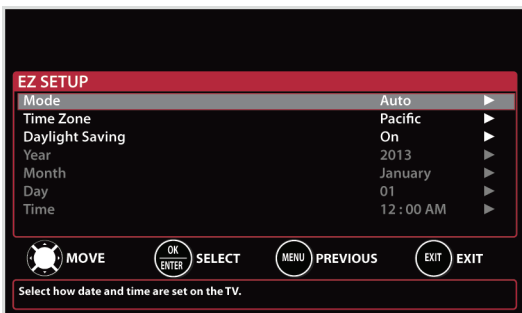 EZ SETUP
Mode Auto ▶
Time Zone Pacific ▶
Daylight Saving On ▶
Year 2013 ▶
Month January ▶
Day 01 ▶
Time 12 : 00 AM ▶
MOVE OK ENTER SELECT MENU PREVIOUS EXIT EXIT
Select how date and time are set on the TV.